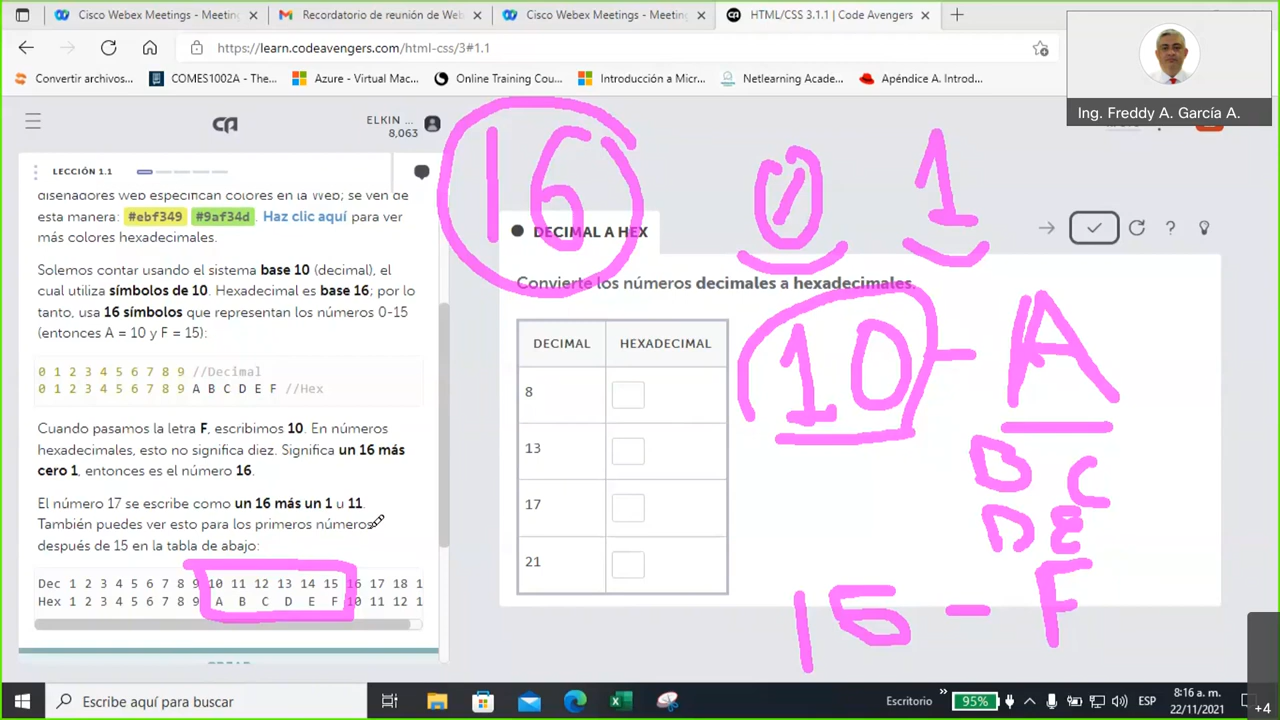 Cisco Webex Meetings
Recordatorio de reunión de Web
Cisco Webex Meetings
HTML/CSS 3.1.1 | Code Avengers
Ing. Freddy A. García A.
https://learn.codeavengers.com/html-css/3#1.1
Convertir archivos...
COMES1002A - The...
Azure - Virtual Mac...
Online Training Cou...
Introducción a Micr...
Netlearning Acade...
Apéndice A. Introd...
ELKIN ...
8,063
LECCIÓN 1.1
diseñadores web especifican colores en la Web; se ven de
esta manera: #ebf349 #9af34d. Haz clic aquí para ver
más colores hexadecimales.
Solemos contar usando el sistema base 10 (decimal), el
cual utiliza símbolos de 10. Hexadecimal es base 16; por lo
tanto, usa 16 símbolos que representan los números 0-15
(entonces A = 10 y F = 15):
0 1 2 3 4 5 6 7 8 9 //Decimal
0 1 2 3 4 5 6 7 8 9 A B C D E F //Hex
Cuando pasamos la letra F, escribimos 10. En números
hexadecimales, esto no significa diez. Significa un 16 más
cero 1, entonces es el número 16.
El número 17 se escribe como un 16 más un 1 u 11.
También puedes ver esto para los primeros números
después de 15 en la tabla de abajo:
Dec 1 2 3 4 5 6 7 8 9 10 11 12 13 14 15 16 17 18 1
Hex 1 2 3 4 5 6 7 8 9 A B C D E F 10 11 12 1
16 0 1
DECIMAL A HEX
Convierte los números decimales a hexadecimales.
DECIMAL HEXADECIMAL
8
13
17
21
10 - A
B C
D E
15 - F
Escribe aquí para buscar
Escritorio
95%
ESP
8:16 a. m.
22/11/2021
+4